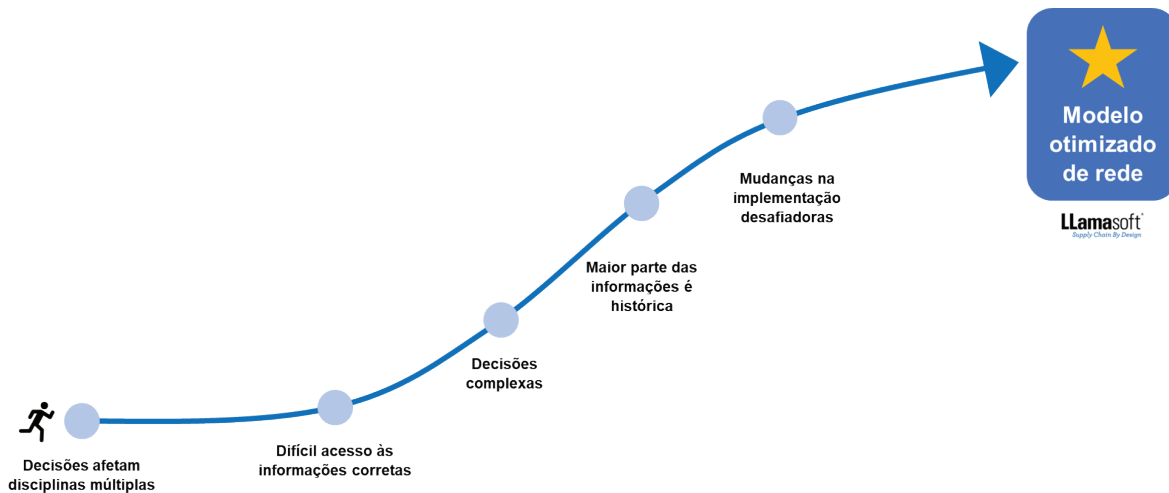 Modelo
otimizado
de rede
LLamasoft
Supply Chain By Design
Mudanças na
implementação
desafiadoras
Maior parte das
informações é
histórica
Decisões
complexas
Difícil acesso às
informações corretas
Decisões afetam
disciplinas múltiplas